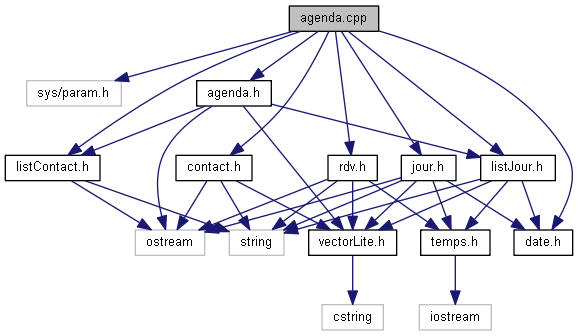 agenda.cpp
sys/param.h
agenda.h
listContact.h
contact.h
rdv.h
jour.h
listJour.h
ostream
string
vectorLite.h
temps.h
date.h
cstring
iostream